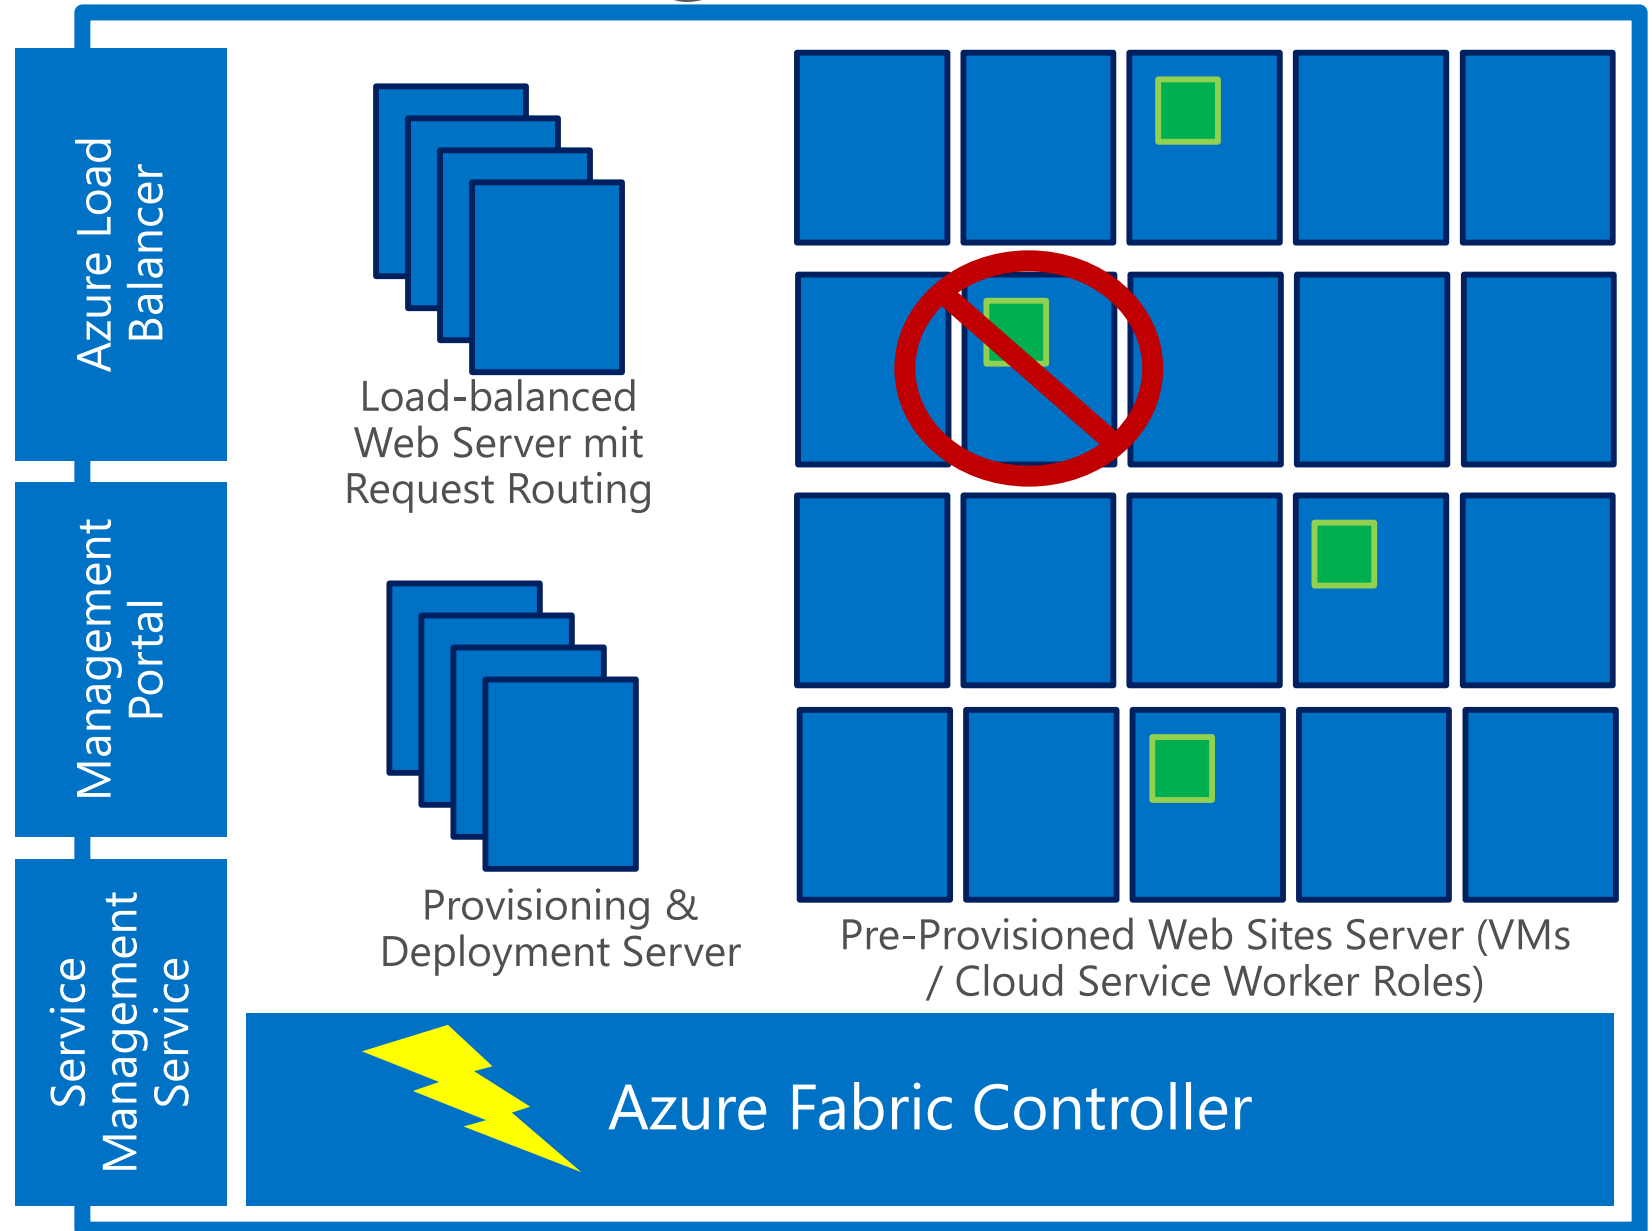 Azure Load
Balancer
Management
Portal
Service
Management
Service
Load-balanced
Web Server mit
Request Routing
Provisioning &
Deployment Server
Pre-Provisioned Web Sites Server (VMs
/ Cloud Service Worker Roles)
Azure Fabric Controller